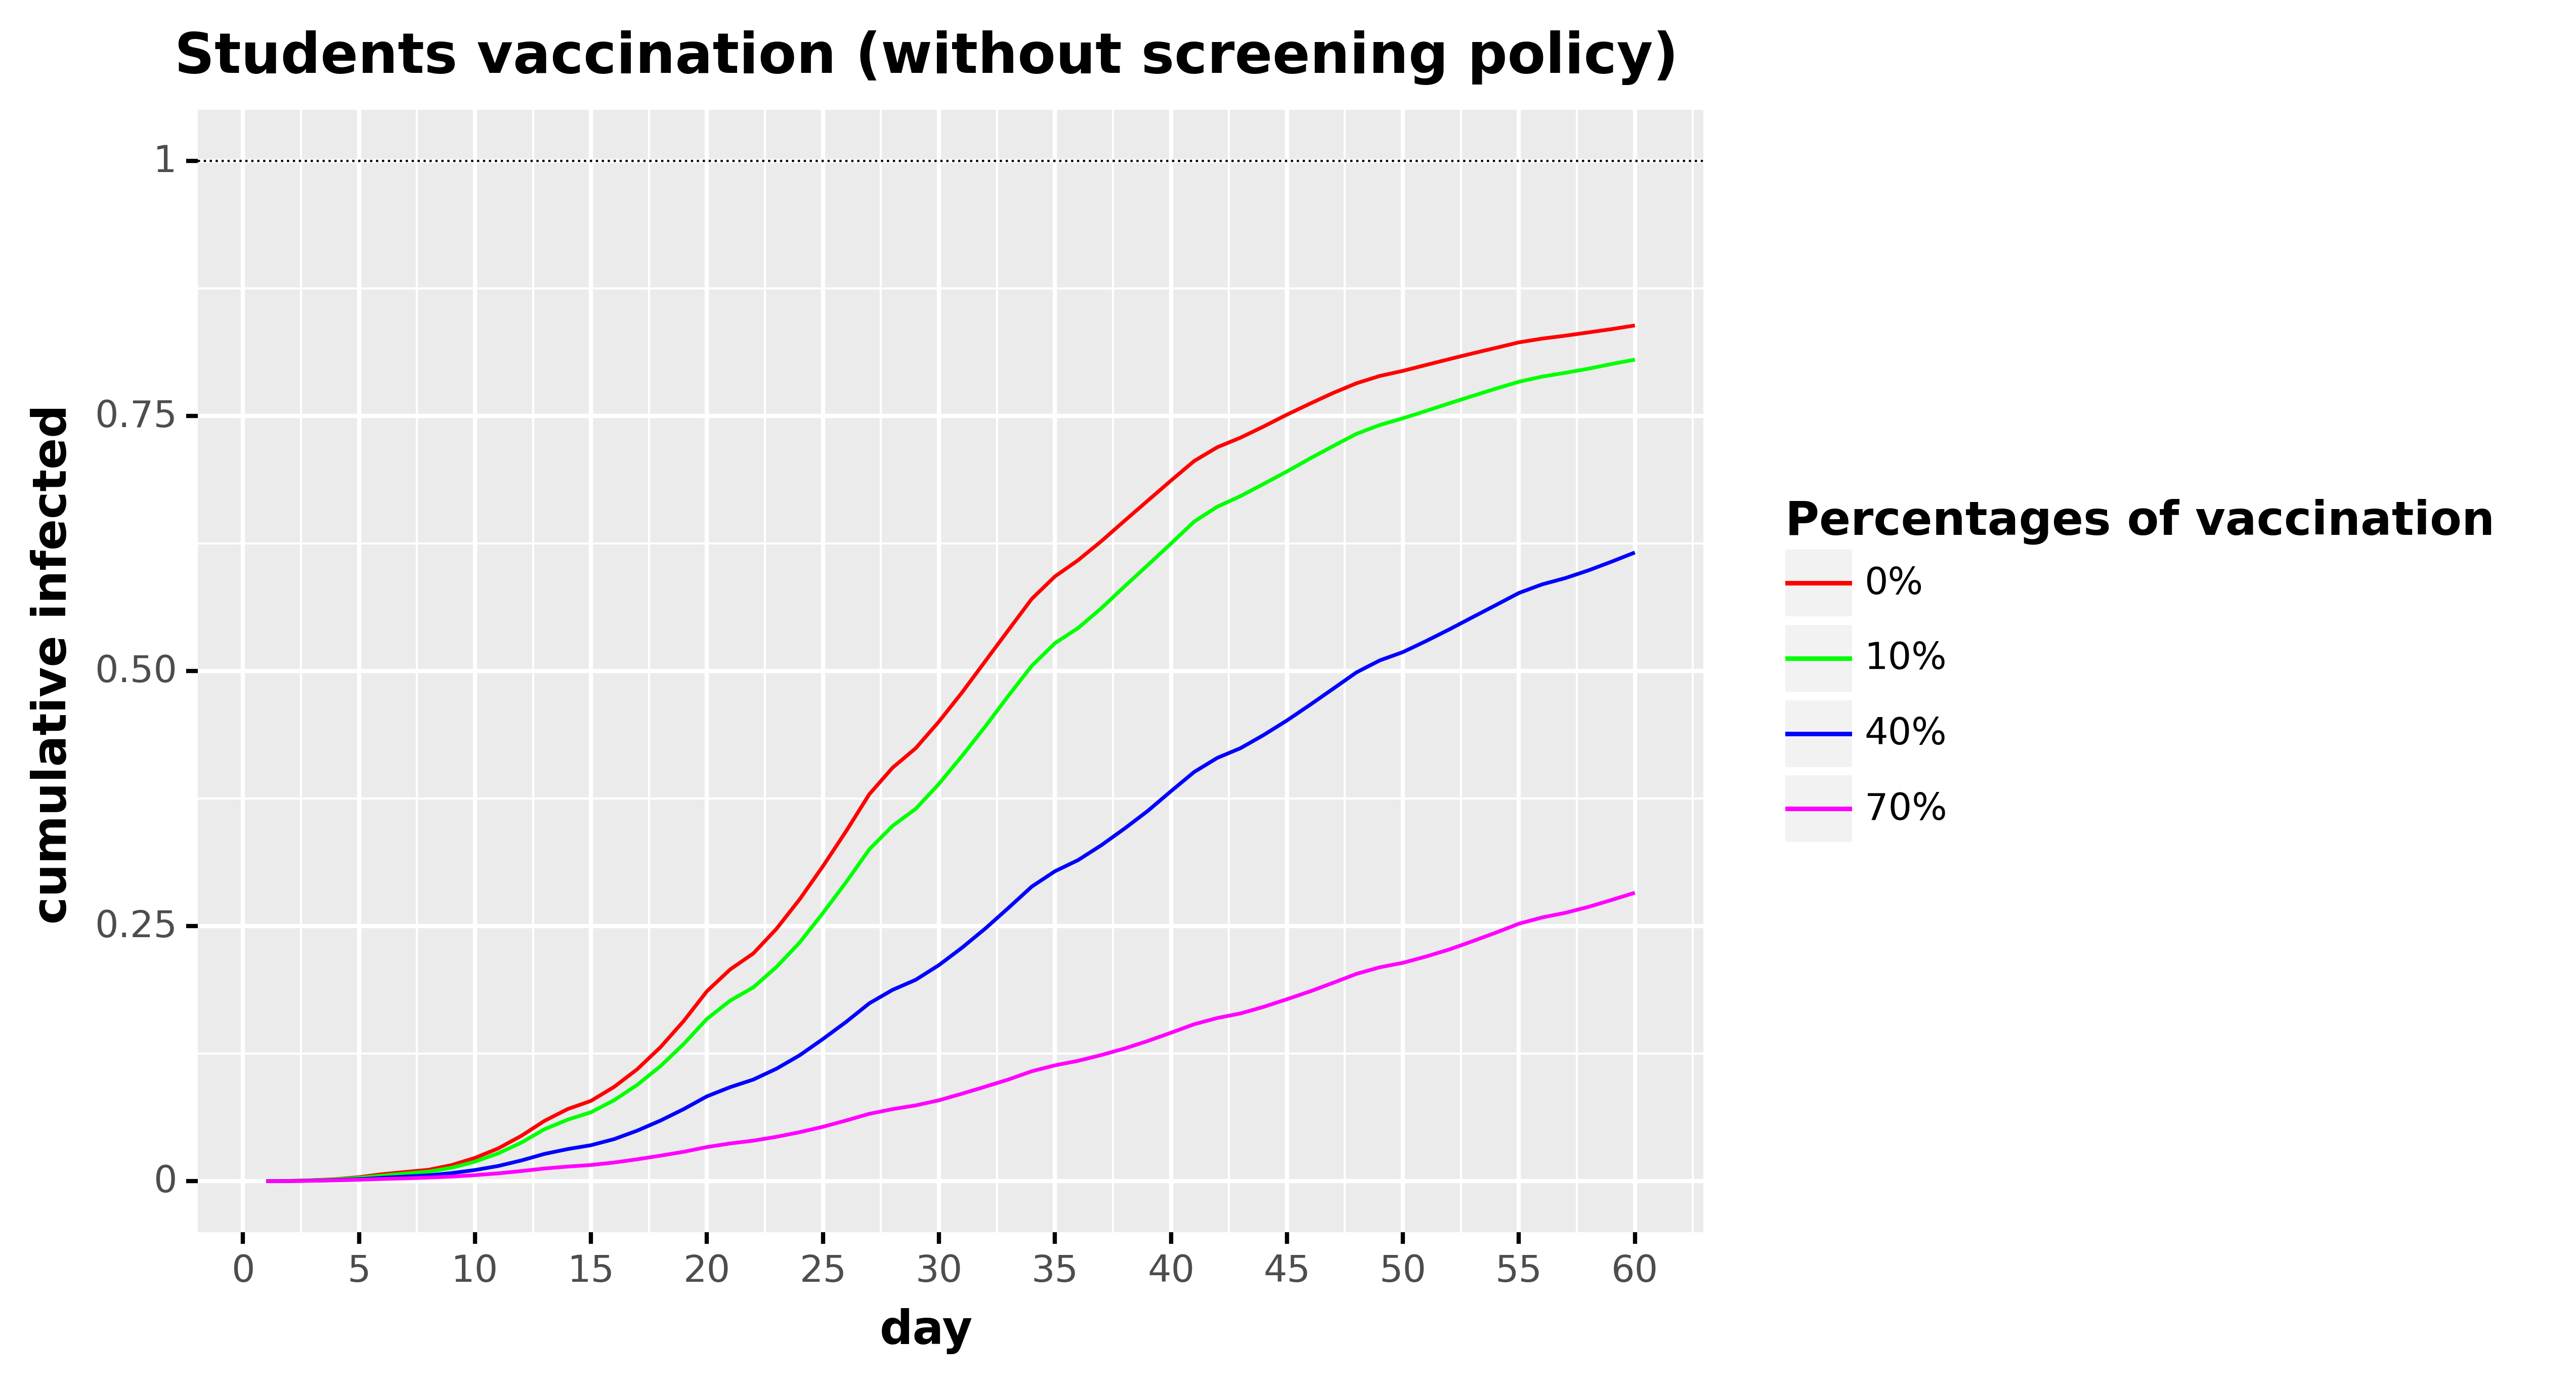 Students vaccination (without screening policy)
cumulative infected
1
0.75
0.50
0.25
0
0 5 10 15 20 25 30 35 40 45 50 55 60
day
Percentages of vaccination
0%
10%
40%
70%